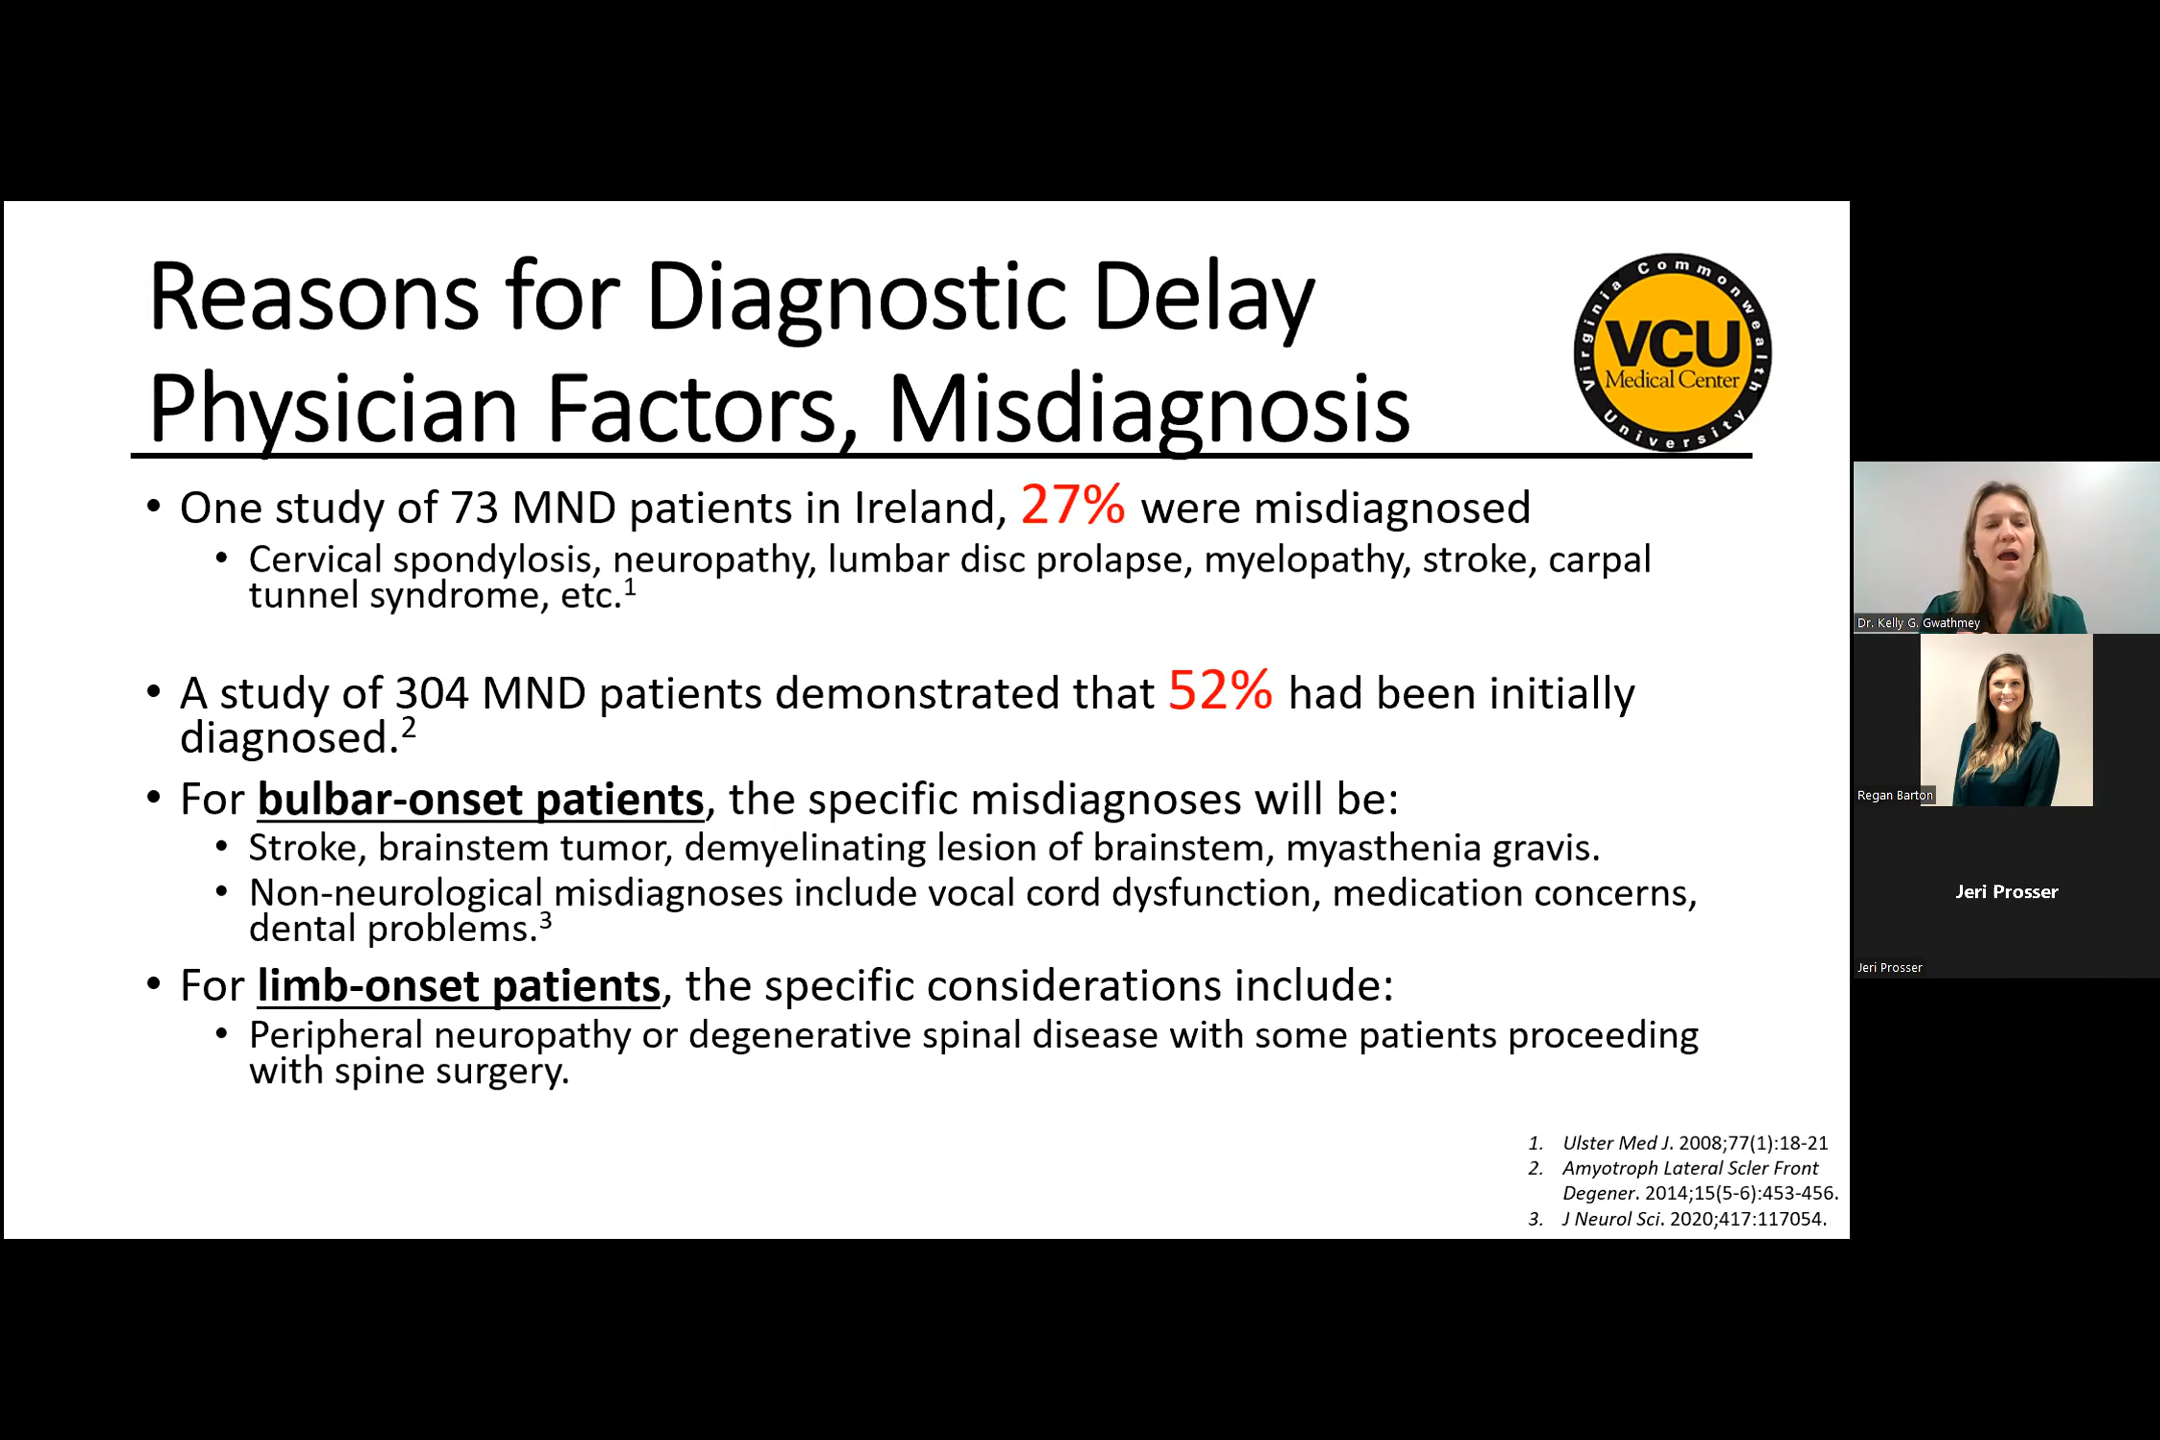 Reasons for Diagnostic Delay
Physician Factors, Misdiagnosis
Virginia Commonwealth University
VCU
Medical Center
• One study of 73 MND patients in Ireland, 27% were misdiagnosed
• Cervical spondylosis, neuropathy, lumbar disc prolapse, myelopathy, stroke, carpal
tunnel syndrome, etc.1
• A study of 304 MND patients demonstrated that 52% had been initially
diagnosed.2
• For bulbar-onset patients, the specific misdiagnoses will be:
• Stroke, brainstem tumor, demyelinating lesion of brainstem, myasthenia gravis.
• Non-neurological misdiagnoses include vocal cord dysfunction, medication concerns,
dental problems.3
• For limb-onset patients, the specific considerations include:
• Peripheral neuropathy or degenerative spinal disease with some patients proceeding
with spine surgery.
1. Ulster Med J. 2008;77(1):18-21
2. Amyotroph Lateral Scler Front
Degener. 2014;15(5-6):453-456.
3. J Neurol Sci. 2020;417:117054.
Dr. Kelly G. Gwathmey
Regan Barton
Jeri Prosser
Jeri Prosser